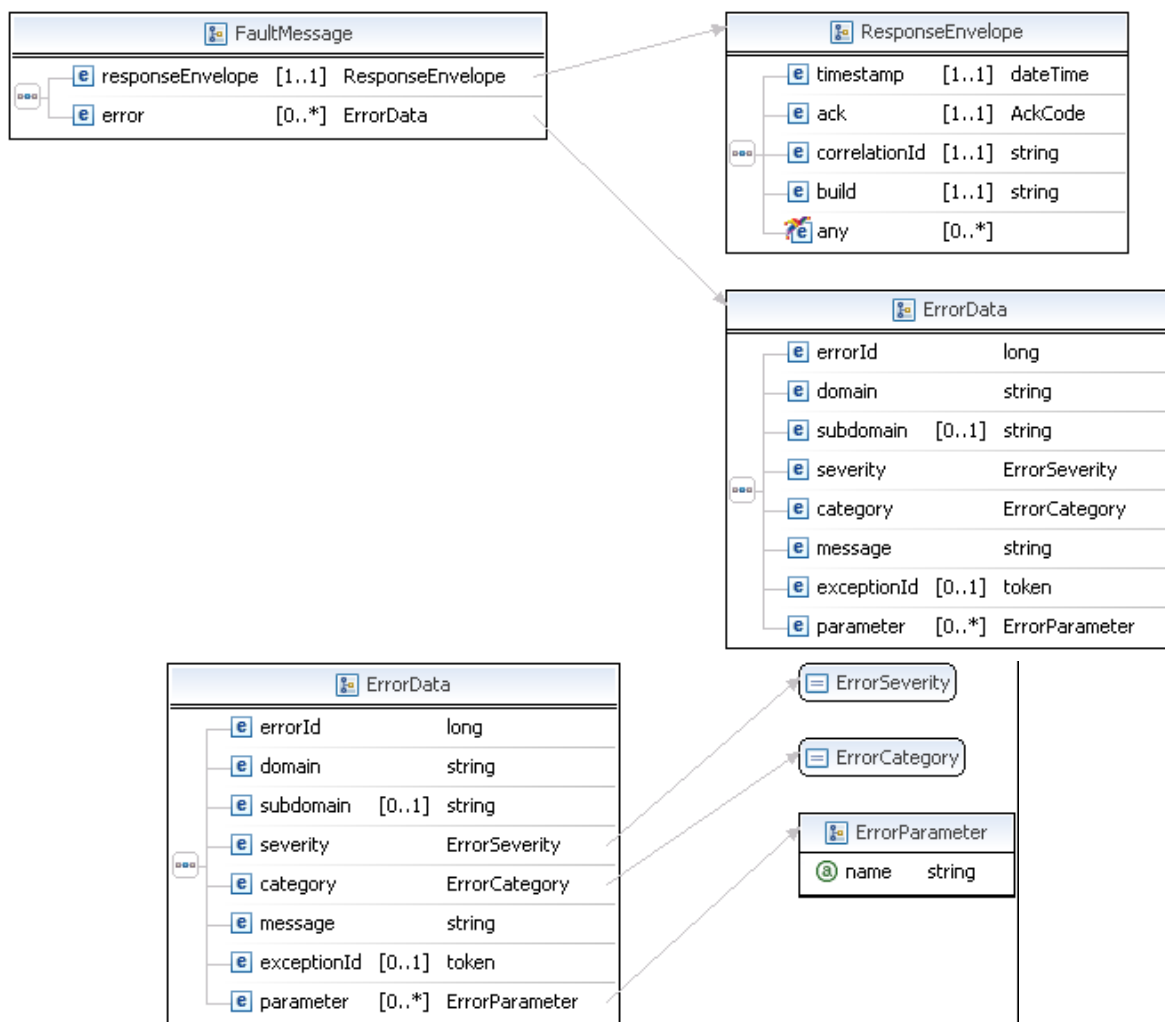 FaultMessage
responseEnvelope [1..1] ResponseEnvelope
error [0..*] ErrorData
ResponseEnvelope
timestamp [1..1] dateTime
ack [1..1] AckCode
correlationId [1..1] string
build [1..1] string
any [0..*]
ErrorData
errorId long
domain string
subdomain [0..1] string
severity ErrorSeverity
category ErrorCategory
message string
exceptionId [0..1] token
parameter [0..*] ErrorParameter
ErrorData
errorId long
domain string
subdomain [0..1] string
severity ErrorSeverity
category ErrorCategory
message string
exceptionId [0..1] token
parameter [0..*] ErrorParameter
ErrorSeverity
ErrorCategory
ErrorParameter
name string